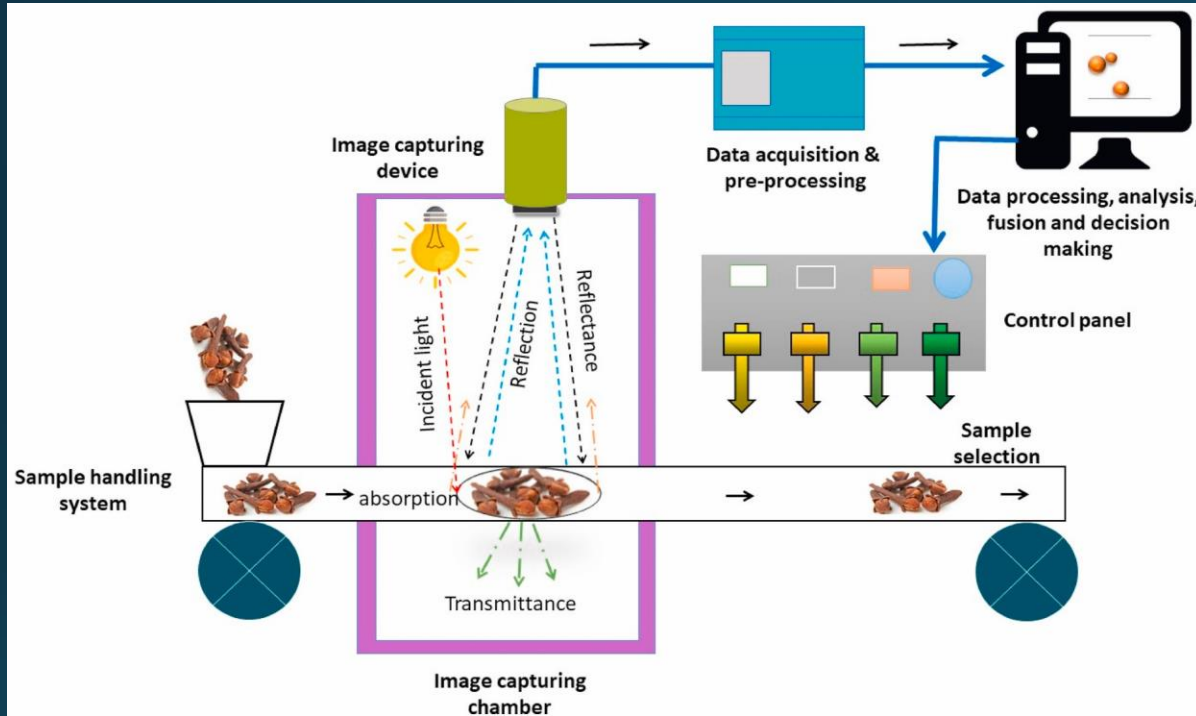 Image capturing
device
Data acquisition &
pre-processing
Data processing, analysis,
fusion and decision
making
Incident light
Reflection
Reflectance
Control panel
Sample
selection
Sample handling
system
absorption
Transmittance
Image capturing
chamber